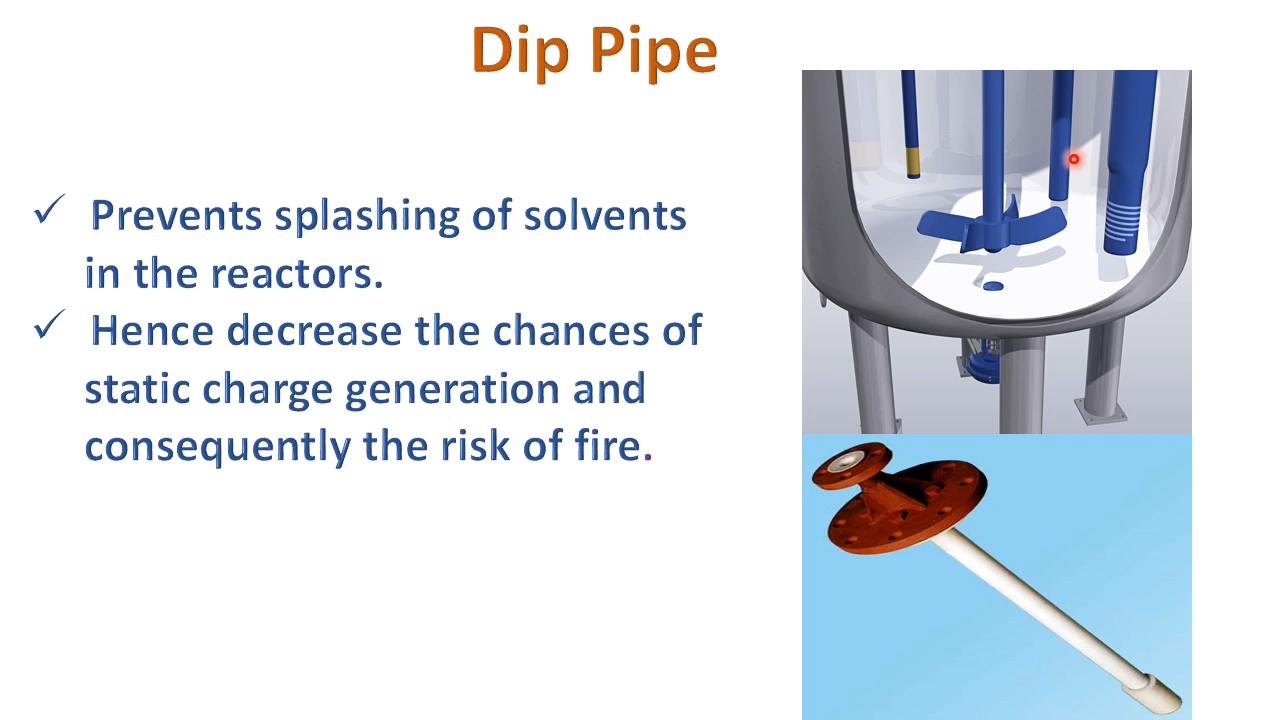 Dip Pipe
✓ Prevents splashing of solvents
in the reactors.
✓ Hence decrease the chances of
static charge generation and
consequently the risk of fire.